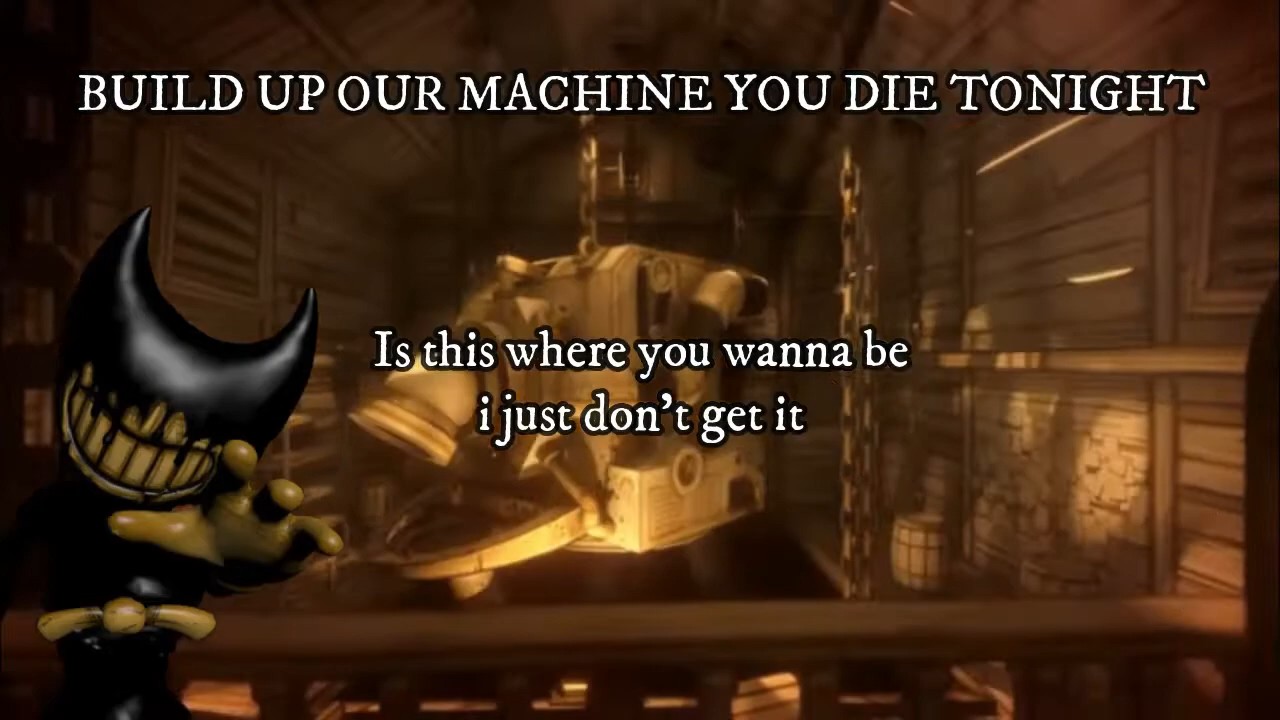 BUILD UP OUR MACHINE YOU DIE TONIGHT
Is this where you wanna be
i just don't get it